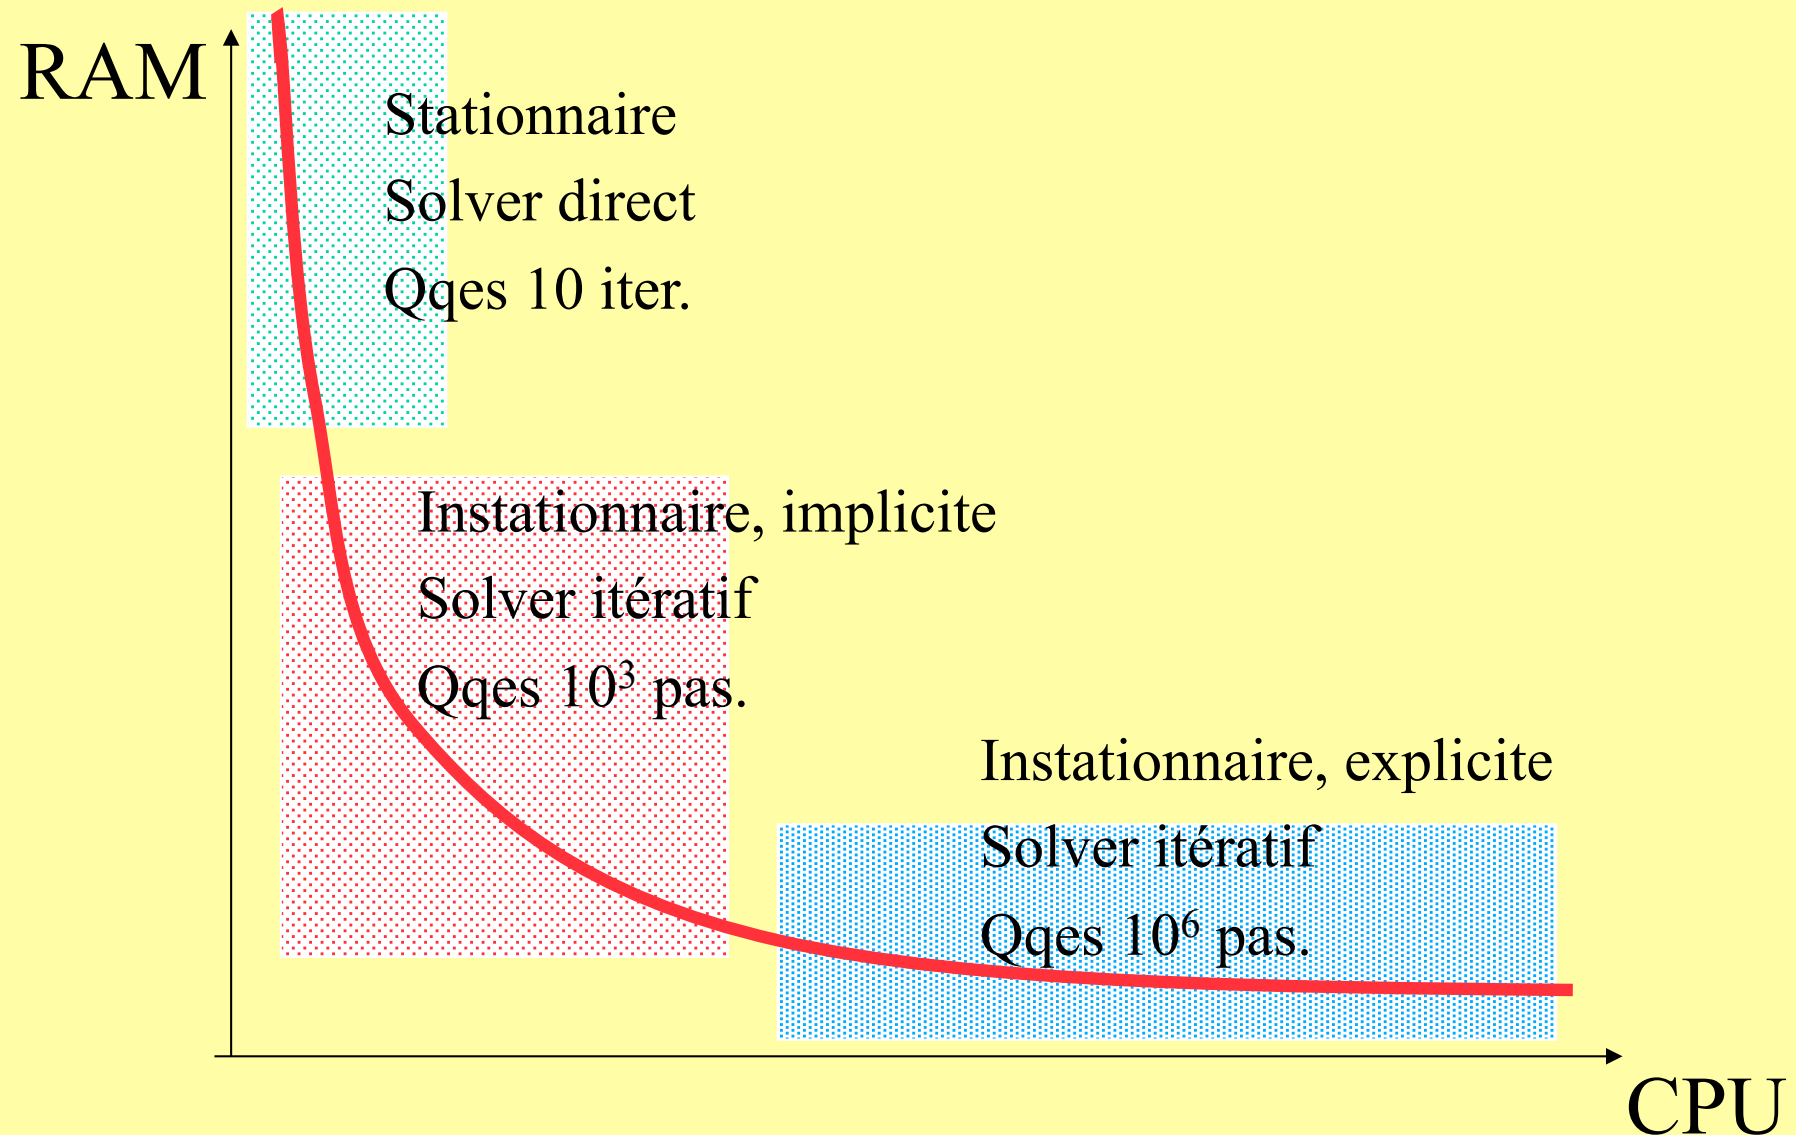 RAM
Stationnaire
Solver direct
Qqes 10 iter.
Instationnaire, implicite
Solver itératif
Qqes 10³ pas.
Instationnaire, explicite
Solver itératif
Qqes 10⁶ pas.
CPU